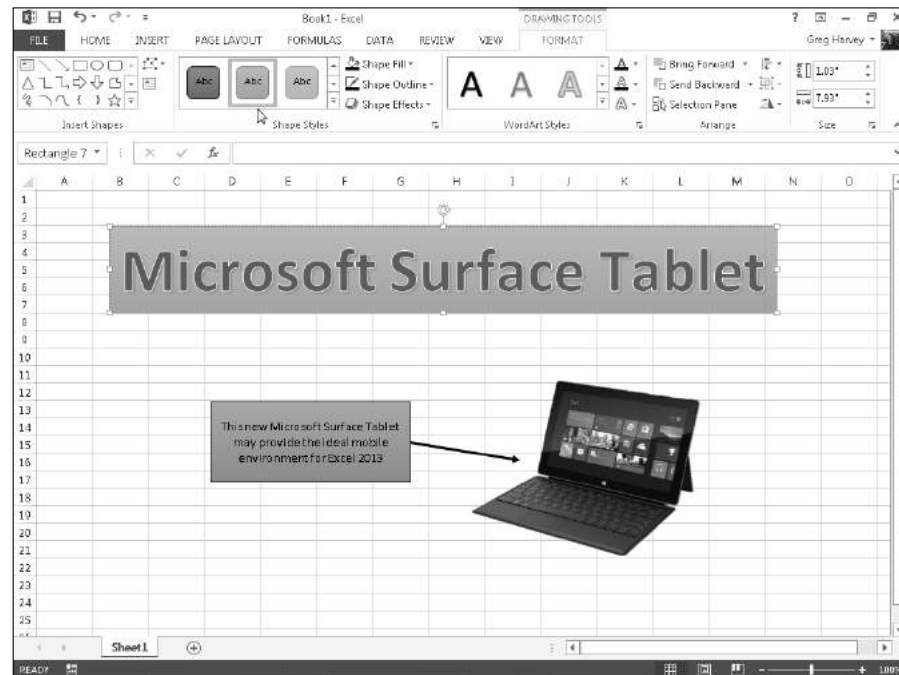 Book1 - Excel
DRAWING TOOLS
?
FILE HOME INSERT PAGE LAYOUT FORMULAS DATA REVIEW VIEW FORMAT
Greg Harvey
Abc Abc Abc
Shape Fill
Shape Outline
Shape Effects
A A A
Bring Forward
Send Backward
Selection Pane
1.03"
7.93"
Insert Shapes
Shape Styles
WordArt Styles
Arrange
Size
Rectangle 7
fx
A B C D E F G H I J K L M N O
1
2
3
4
5
6
7
8
9
10
11
12
13
14
15
16
17
18
19
20
21
22
23
24
25
Microsoft Surface Tablet
This new Microsoft Surface Tablet
may provide the ideal mobile
environment for Excel 2013
Sheet1
READY
100%